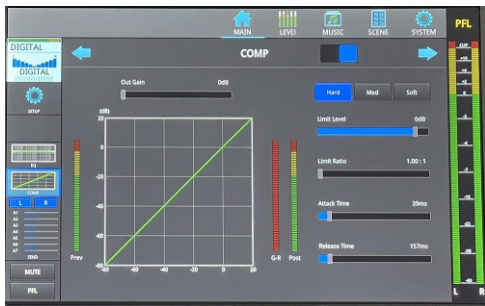 MAIN
LEVEL
MUSIC
SCENE
SYSTEM
PFL
DIGITAL
DIGITAL
SETUP
EQ
COMP
L R
A1
A2
A3
A4
A5
A6
A7
SEND
MUTE
PFL
COMP
Out Gain 0dB
(dB)
20
0
-20
-40
-60
-80
-80 -60 -40 -20 0 20
Prev
G-R Post
Hard Med Soft
Limit Level 0dB
Limit Ratio 1.00 : 1
Attack Time 39ms
Release Time 157ms
CLIP
L R